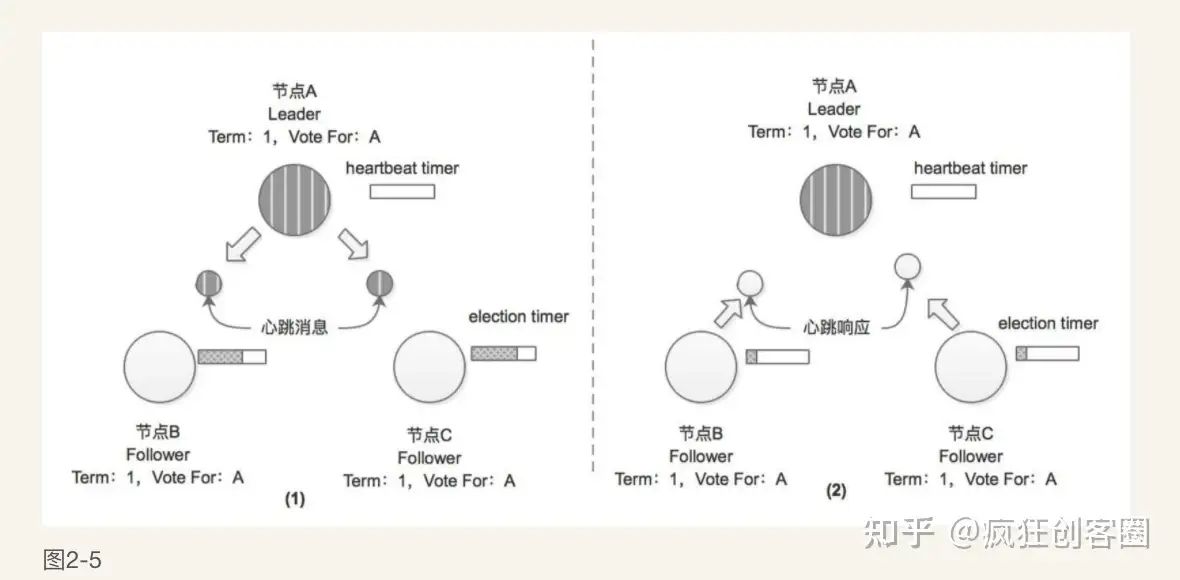 节点A
Leader
Term：1，Vote For：A
heartbeat timer
心跳消息
election timer
节点B
Follower
Term：1，Vote For：A
节点C
Follower
Term：1，Vote For：A
(1)
节点A
Leader
Term：1，Vote For：A
heartbeat timer
心跳响应
election timer
节点B
Follower
Term：1，Vote For：A
节点C
Follower
Term：1，Vote For：A
(2)
知乎 @疯狂创客圈
图2-5